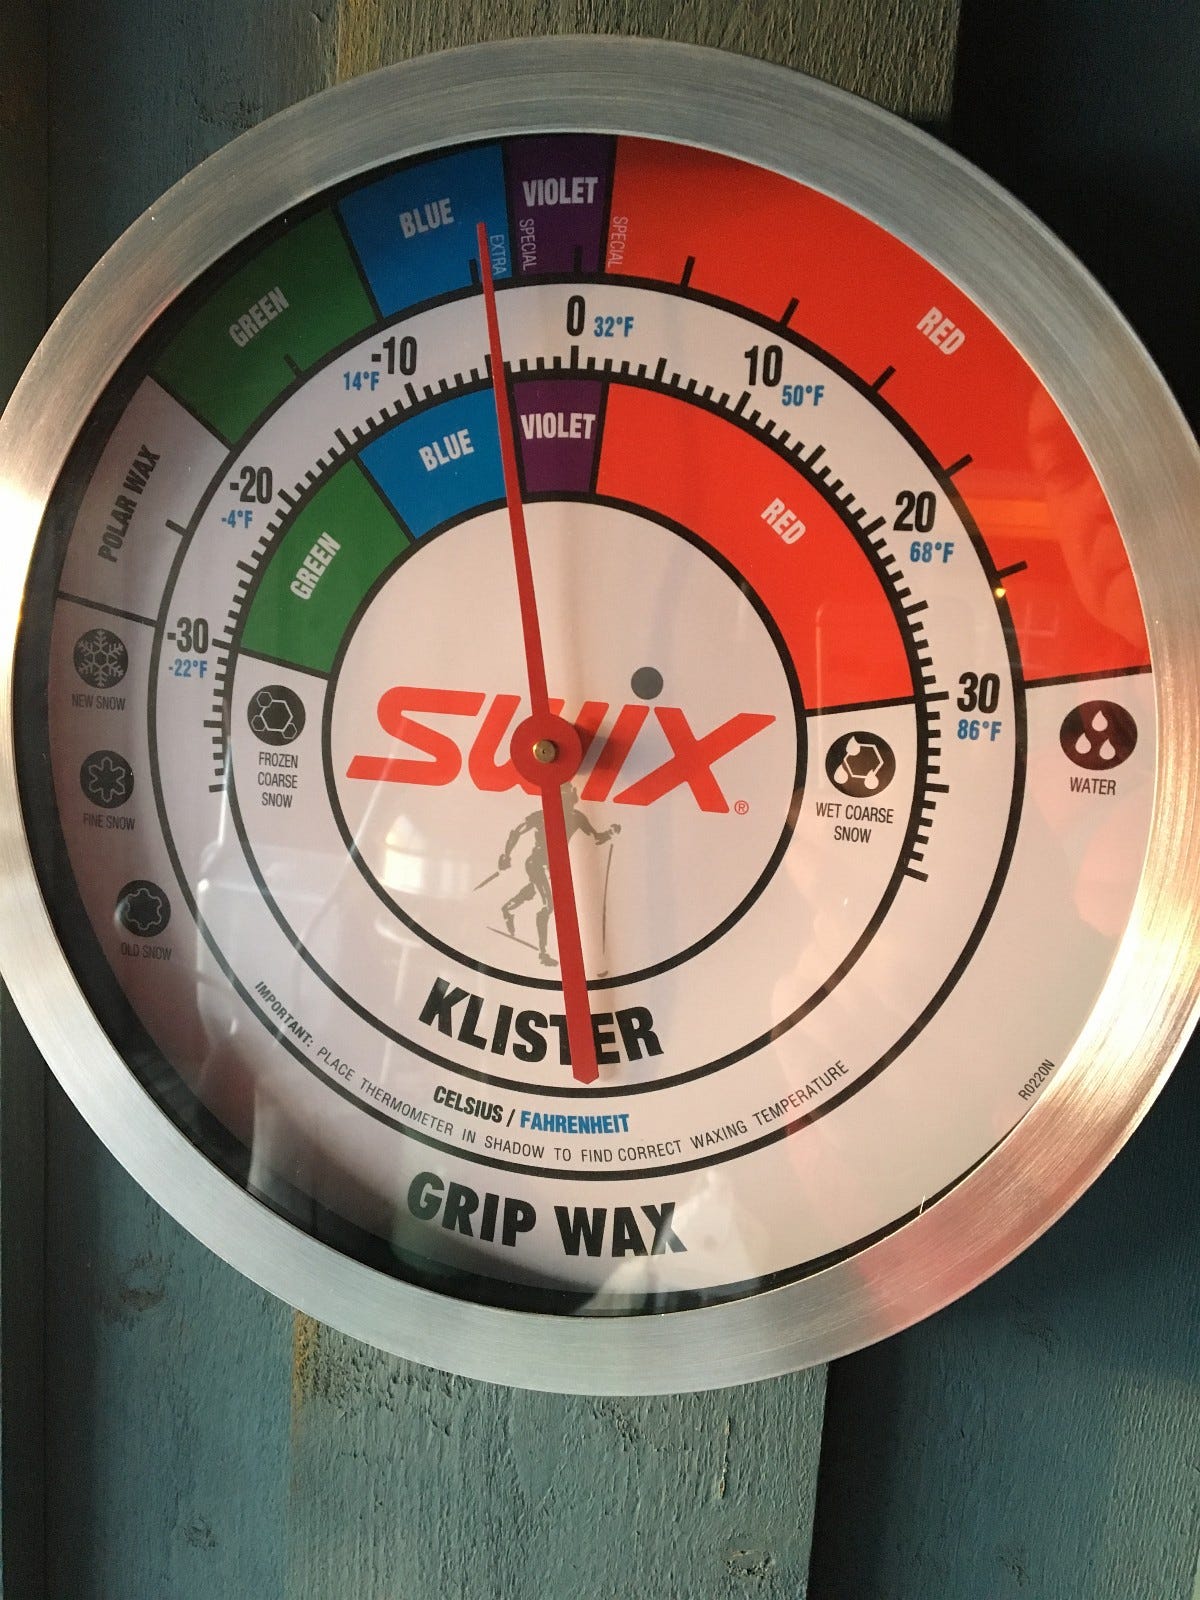 VIOLET
BLUE
EXTRA
SPECIAL
SPECIAL
GREEN
RED
POLAR WAX
0 32°F
-10
14°F
10
50°F
-20
-4°F
20
68°F
-30
-22°F
30
86°F
VIOLET
BLUE
GREEN
RED
NEW SNOW
FINE SNOW
OLD SNOW
FROZEN
COARSE
SNOW
SWIX®
WET COARSE
SNOW
WATER
KLISTER
CELSIUS / FAHRENHEIT
IMPORTANT: PLACE THERMOMETER IN SHADOW TO FIND CORRECT WAXING TEMPERATURE
GRIP WAX
R0220N